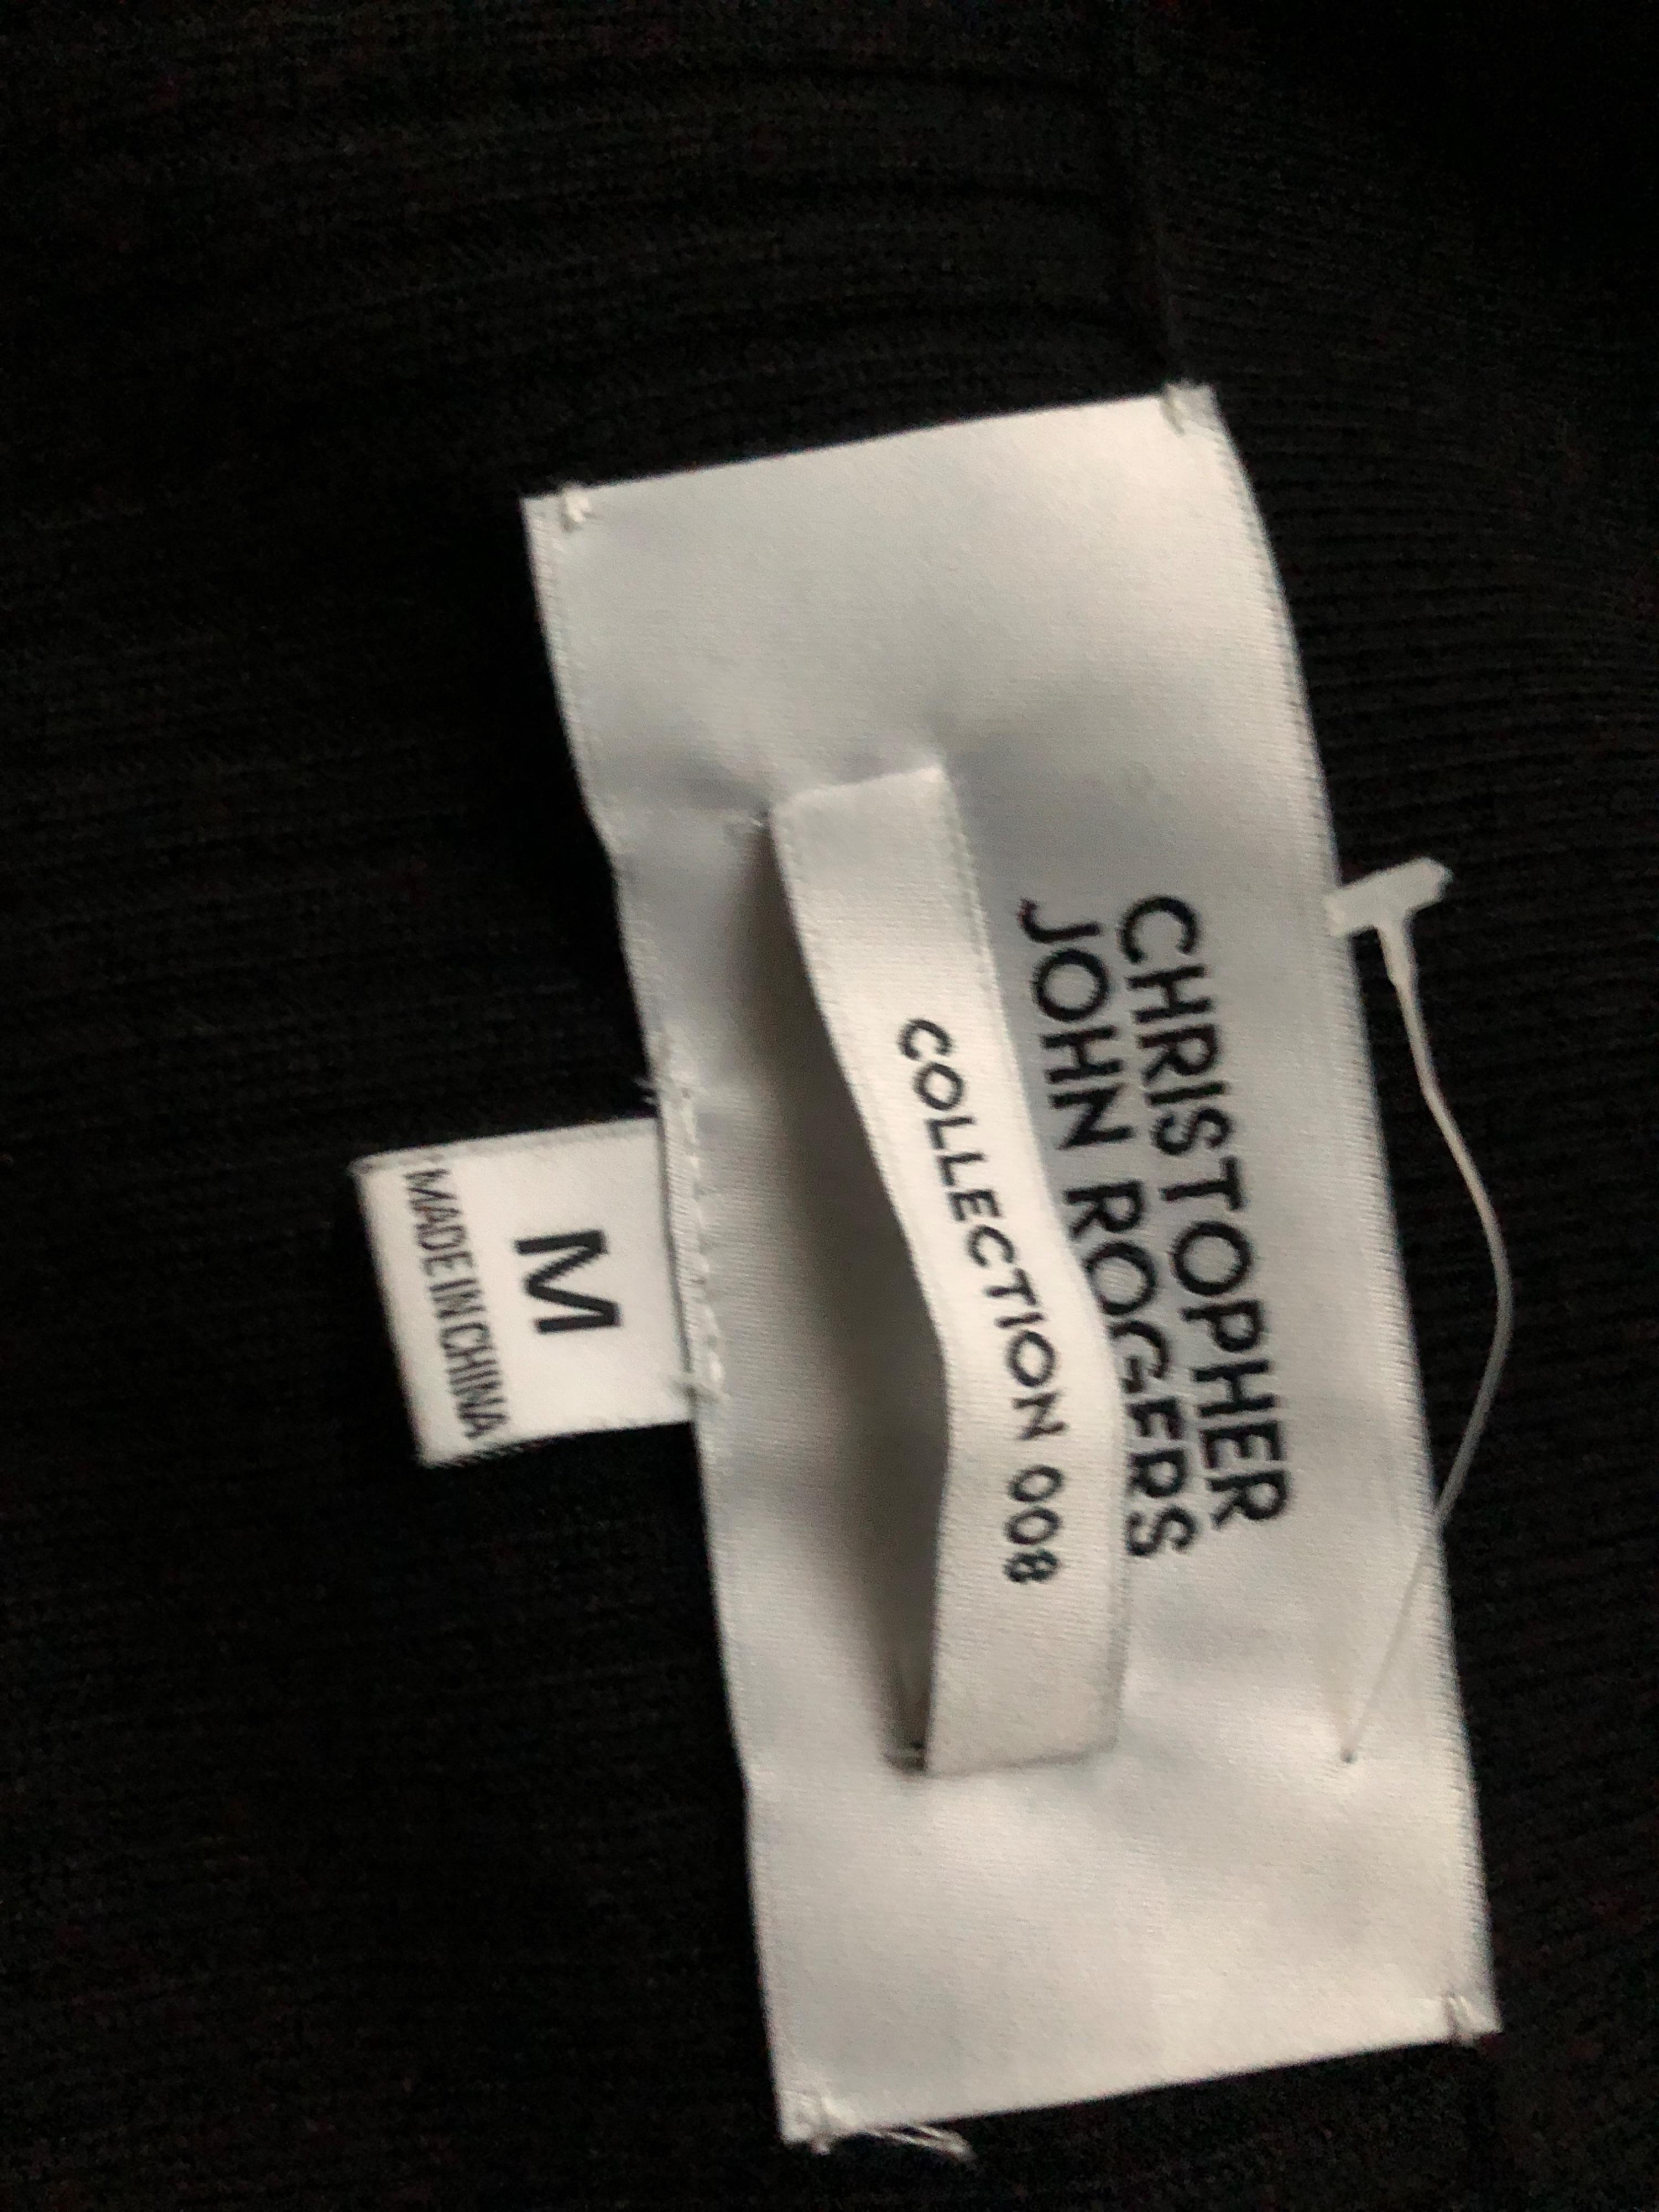 CHRISTOPHER
JOHN ROGERS
COLLECTION 008
M
MADE IN CHINA